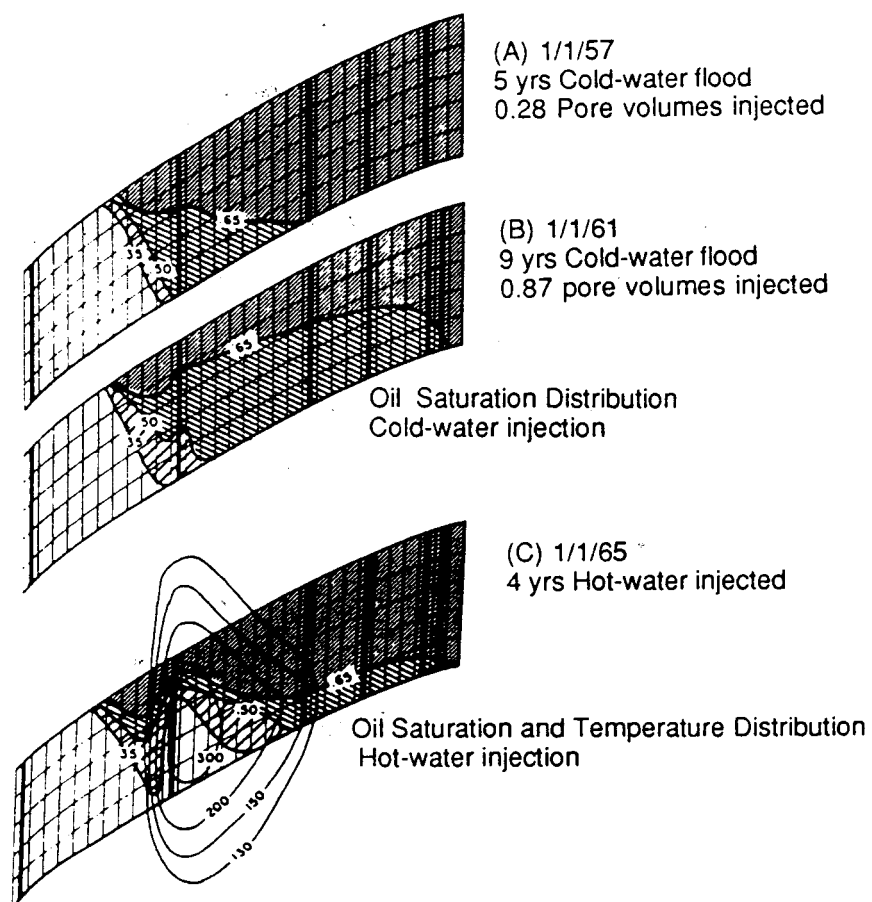 (A) 1/1/57
5 yrs Cold-water flood
0.28 Pore volumes injected
.65
35
50
(B) 1/1/61
9 yrs Cold-water flood
0.87 pore volumes injected
65
50
35
Oil Saturation Distribution
Cold-water injection
(C) 1/1/65
4 yrs Hot-water injected
.65
.50
35
300
Oil Saturation and Temperature Distribution
Hot-water injection
200
150
130